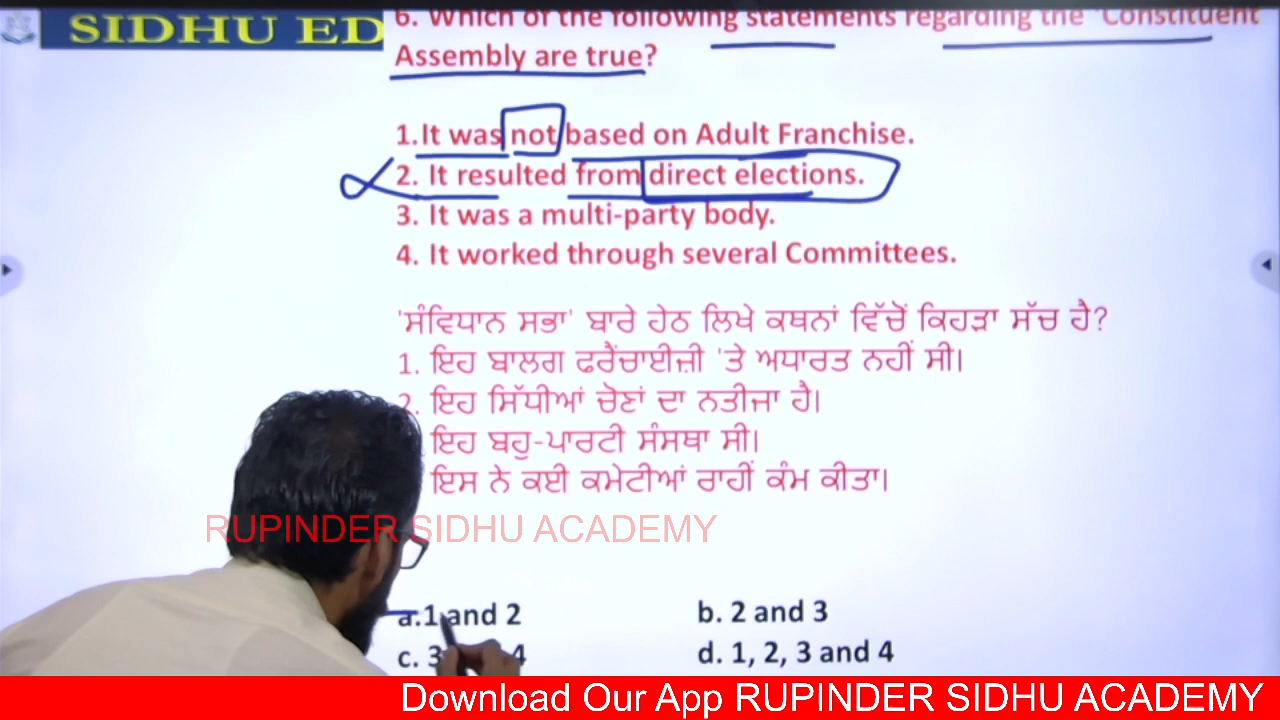 SIDHU ED
6. Which of the following statements regarding the 'Constituent
Assembly are true?
1.It was not based on Adult Franchise.
2. It resulted from direct elections.
3. It was a multi-party body.
4. It worked through several Committees.
'ਸੰਵਿਧਾਨ ਸਭਾ' ਬਾਰੇ ਹੇਠ ਲਿਖੇ ਕਥਨਾਂ ਵਿੱਚੋਂ ਕਿਹੜਾ ਸੱਚ ਹੈ?
1. ਇਹ ਬਾਲਗ ਫਰੈਂਚਾਈਜ਼ੀ 'ਤੇ ਅਧਾਰਤ ਨਹੀਂ ਸੀ।
2. ਇਹ ਸਿੱਧੀਆਂ ਚੋਣਾਂ ਦਾ ਨਤੀਜਾ ਹੈ।
ਇਹ ਬਹੁ-ਪਾਰਟੀ ਸੰਸਥਾ ਸੀ।
ਇਸ ਨੇ ਕਈ ਕਮੇਟੀਆਂ ਰਾਹੀਂ ਕੰਮ ਕੀਤਾ।
RUPINDER SIDHU ACADEMY
a.1 and 2 b. 2 and 3
c. 3 4 d. 1, 2, 3 and 4
Download Our App RUPINDER SIDHU ACADEMY